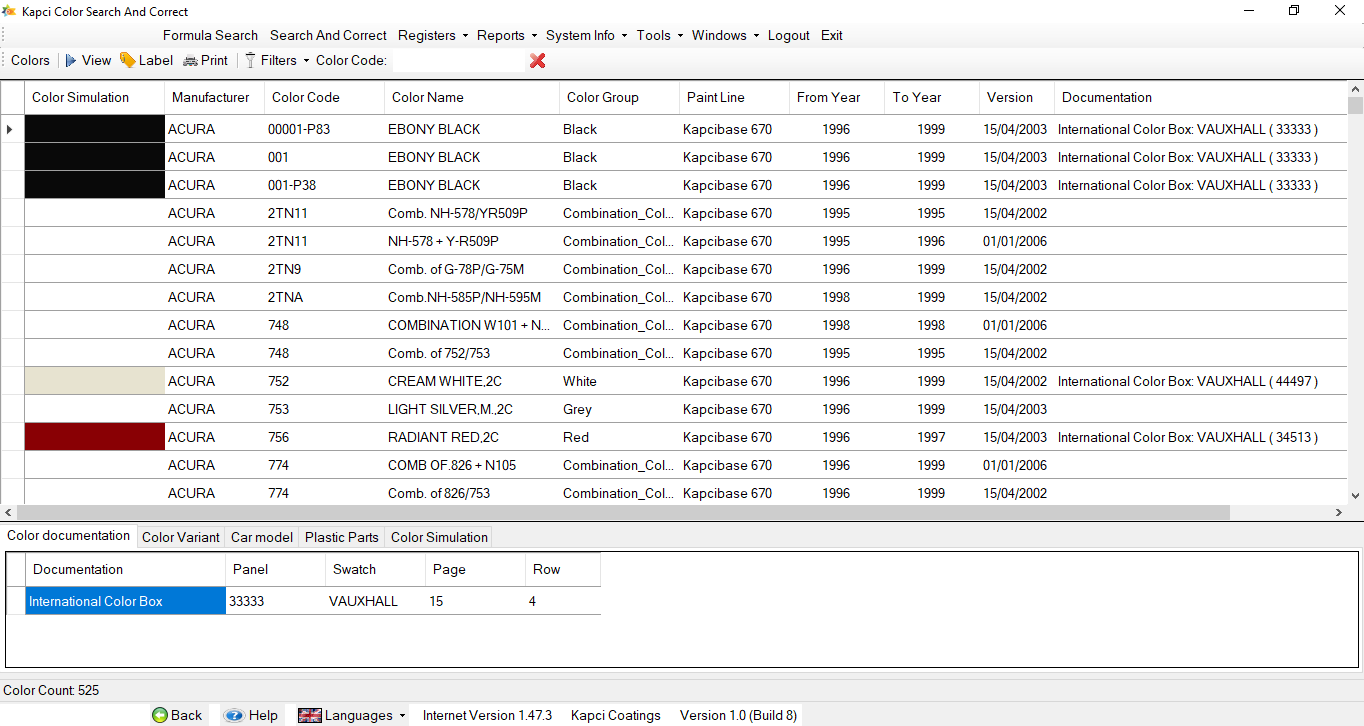 Kapci Color Search And Correct
Formula Search Search And Correct Registers Reports System Info Tools Windows Logout Exit
Colors View Label Print Filters Color Code:
Color Simulation Manufacturer Color Code Color Name Color Group Paint Line From Year To Year Version Documentation
ACURA 00001-P83 EBONY BLACK Black Kapcibase 670 1996 1999 15/04/2003 International Color Box: VAUXHALL ( 33333 )
ACURA 001 EBONY BLACK Black Kapcibase 670 1996 1999 15/04/2003 International Color Box: VAUXHALL ( 33333 )
ACURA 001-P38 EBONY BLACK Black Kapcibase 670 1996 1999 15/04/2003 International Color Box: VAUXHALL ( 33333 )
ACURA 2TN11 Comb. NH-578/YR509P Combination_Col... Kapcibase 670 1995 1995 15/04/2002
ACURA 2TN11 NH-578 + Y-R509P Combination_Col... Kapcibase 670 1995 1996 01/01/2006
ACURA 2TN9 Comb. of G-78P/G-75M Combination_Col... Kapcibase 670 1996 1999 15/04/2002
ACURA 2TNA Comb.NH-585P/NH-595M Combination_Col... Kapcibase 670 1998 1999 15/04/2002
ACURA 748 COMBINATION W101 + N... Combination_Col... Kapcibase 670 1998 1998 01/01/2006
ACURA 748 Comb. of 752/753 Combination_Col... Kapcibase 670 1995 1995 15/04/2002
ACURA 752 CREAM WHITE,2C White Kapcibase 670 1996 1999 15/04/2002 International Color Box: VAUXHALL ( 44497 )
ACURA 753 LIGHT SILVER,M.,2C Grey Kapcibase 670 1996 1999 15/04/2003
ACURA 756 RADIANT RED,2C Red Kapcibase 670 1996 1997 15/04/2003 International Color Box: VAUXHALL ( 34513 )
ACURA 774 COMB OF.826 + N105 Combination_Col... Kapcibase 670 1996 1999 01/01/2006
ACURA 774 Comb. of 826/753 Combination_Col... Kapcibase 670 1996 1999 15/04/2002
Color documentation Color Variant Car model Plastic Parts Color Simulation
Documentation Panel Swatch Page Row
International Color Box 33333 VAUXHALL 15 4
Color Count: 525
Back Help Languages Internet Version 1.47.3 Kapci Coatings Version 1.0 (Build 8)